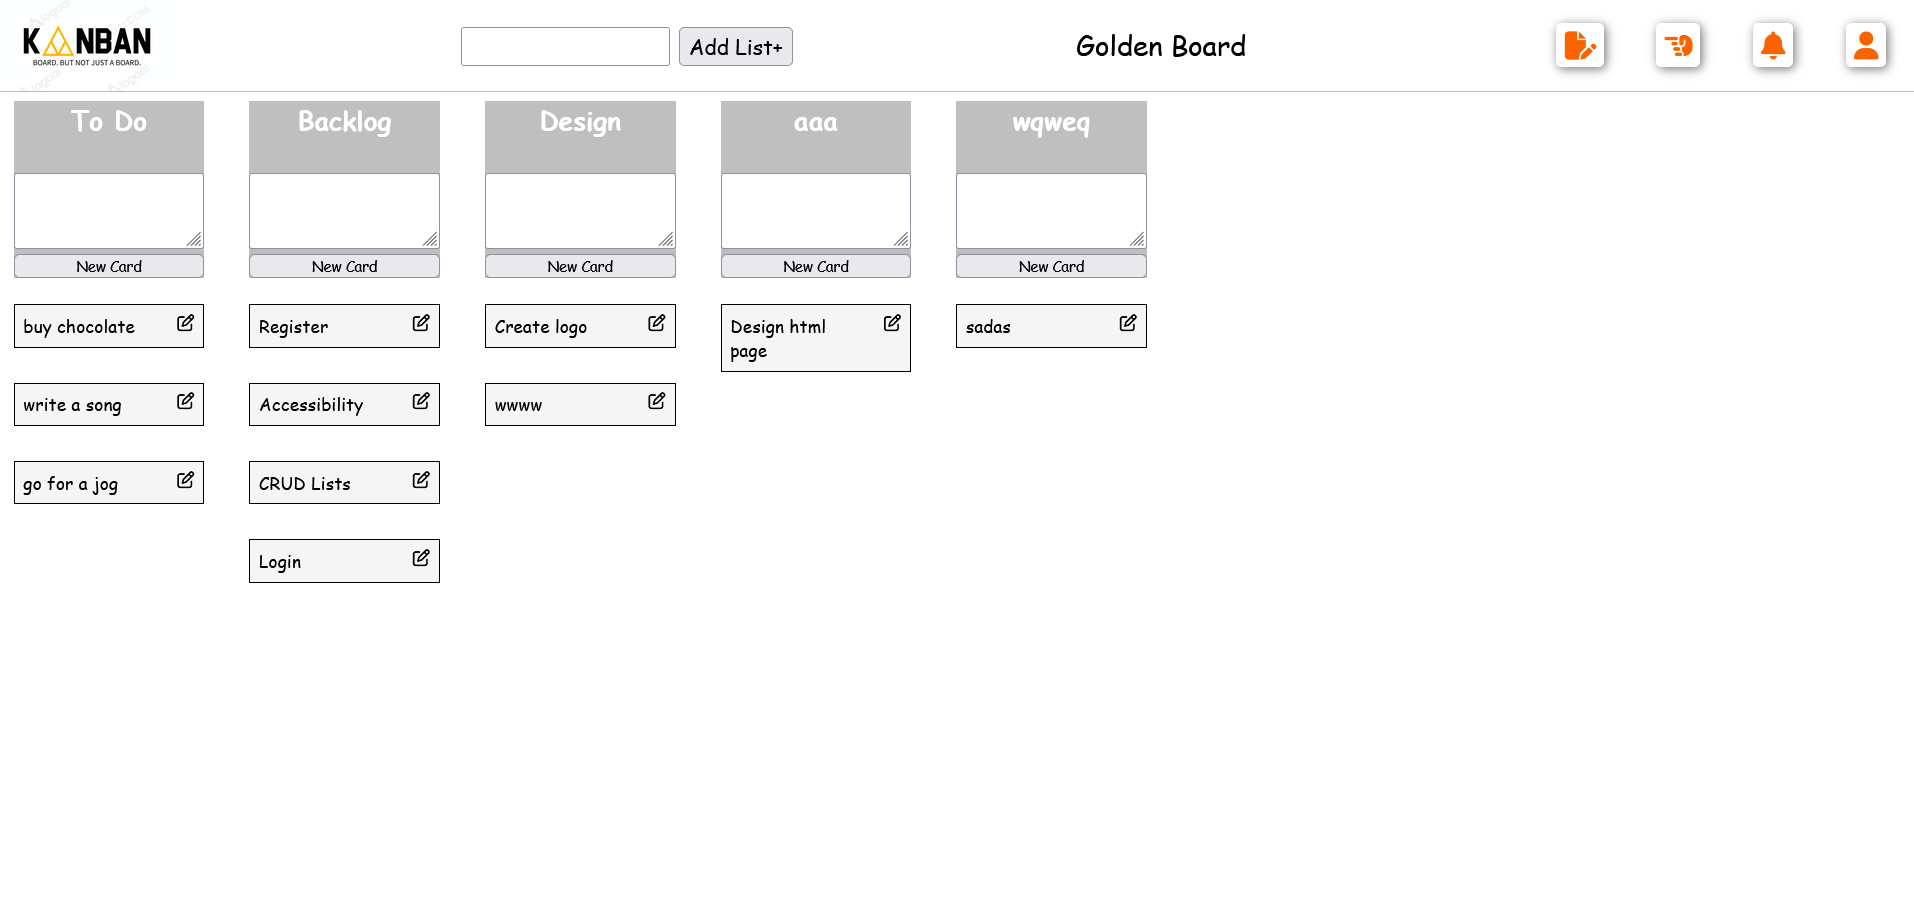 KANBAN
BOARD. BUT NOT JUST A BOARD.
Add List+
Golden Board
To Do
Backlog
Design
aaa
wqweq
New Card
New Card
New Card
New Card
New Card
buy chocolate
Register
Create logo
Design html
page
sadas
write a song
Accessibility
wwww
go for a jog
CRUD Lists
Login